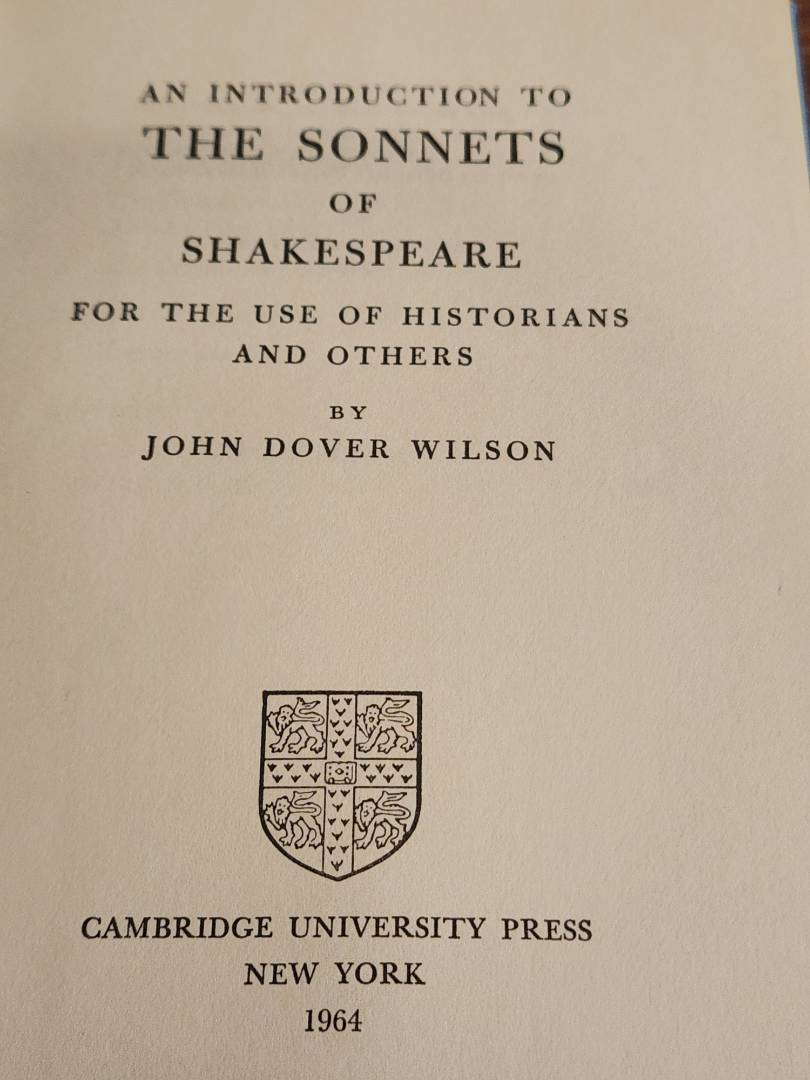 AN INTRODUCTION TO
THE SONNETS
OF
SHAKESPEARE
FOR THE USE OF HISTORIANS
AND OTHERS
BY
JOHN DOVER WILSON
CAMBRIDGE UNIVERSITY PRESS
NEW YORK
1964